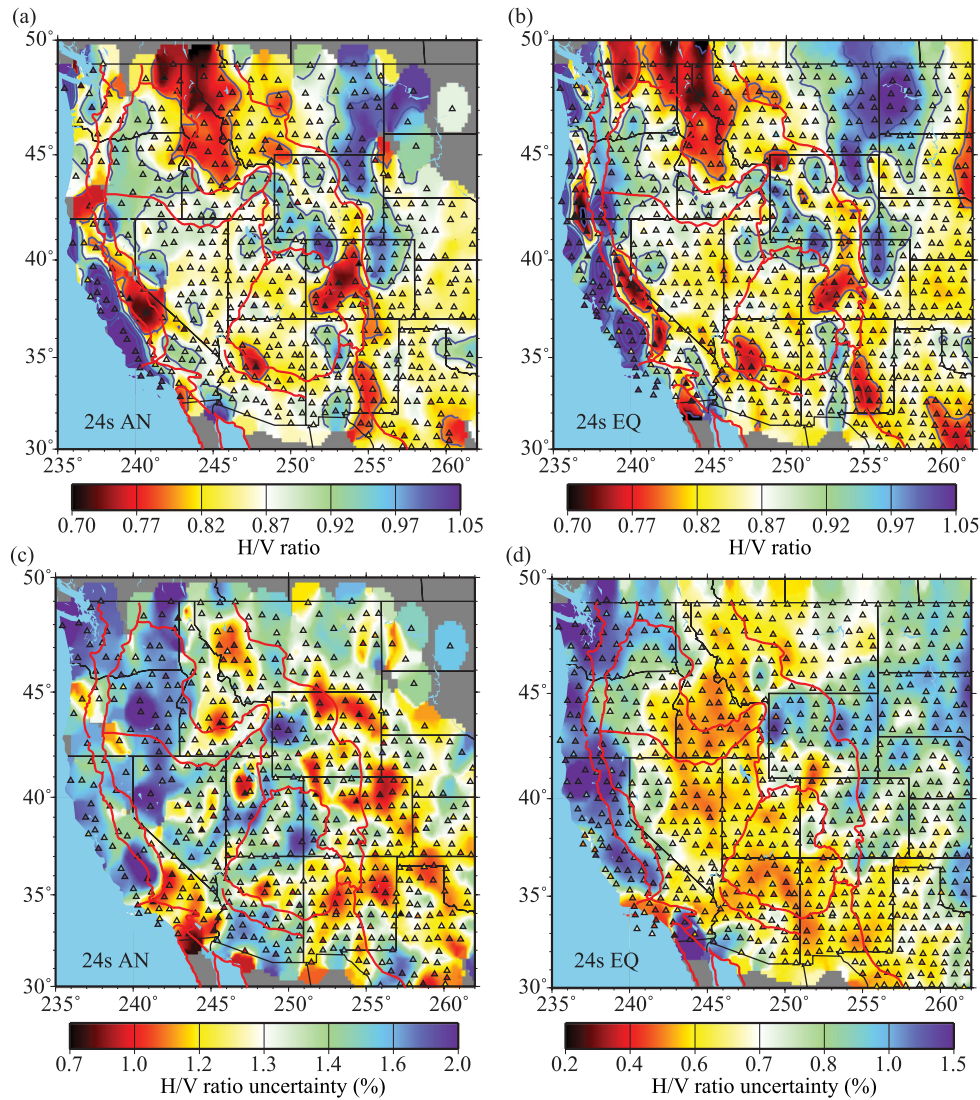 (a)
(b)
50°
45°
40°
35°
30°
24s AN
235° 240° 245° 250° 255° 260°
50°
45°
40°
35°
30°
24s EQ
235° 240° 245° 250° 255° 260°
0.70 0.77 0.82 0.87 0.92 0.97 1.05
H/V ratio
0.70 0.77 0.82 0.87 0.92 0.97 1.05
H/V ratio
(c)
(d)
50°
45°
40°
35°
30°
24s AN
235° 240° 245° 250° 255° 260°
50°
45°
40°
35°
30°
24s EQ
235° 240° 245° 250° 255° 260°
0.7 1.0 1.2 1.3 1.4 1.6 2.0
H/V ratio uncertainty (%)
0.2 0.4 0.6 0.7 0.8 1.0 1.5
H/V ratio uncertainty (%)